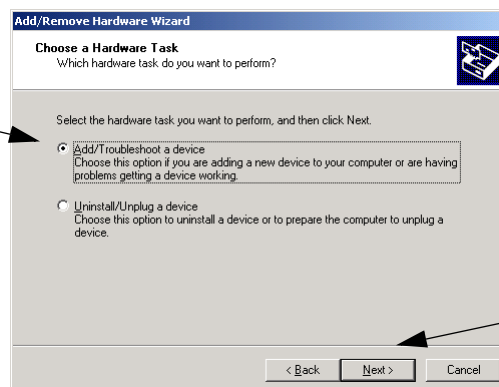 Add/Remove Hardware Wizard
Choose a Hardware Task
Which hardware task do you want to perform?
Select the hardware task you want to perform, and then click Next.
Add/Troubleshoot a device
Choose this option if you are adding a new device to your computer or are having
problems getting a device working.
Uninstall/Unplug a device
Choose this option to uninstall a device or to prepare the computer to unplug a
device.
< Back Next > Cancel